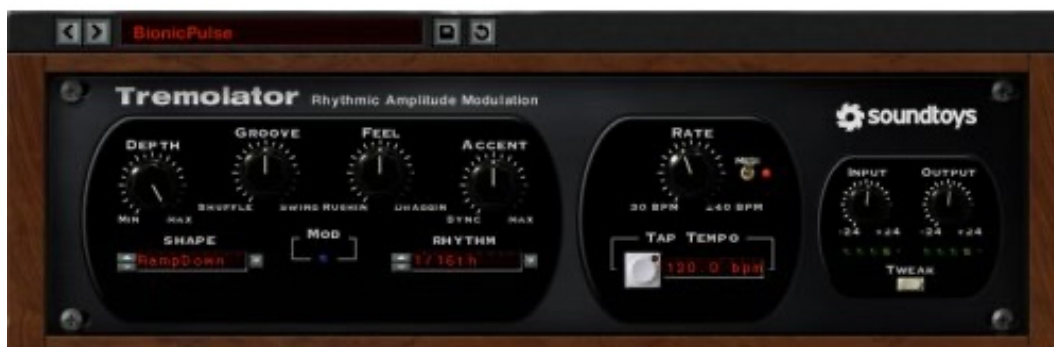 BionicPulse
Tremolator Rhythmic Amplitude Modulation
soundtoys
DEPTH
GROOVE
FEEL
ACCENT
MIN MAX
SHUFFLE SWING
RUSHIN DRAGGIN
SYNC MAX
SHAPE
RampDown
MOD
RHYTHM
1/16th
RATE
MIDI
30 BPM 240 BPM
TAP TEMPO
120.0 bpm
INPUT OUTPUT
-24 +24 -24 +24
TWEAK